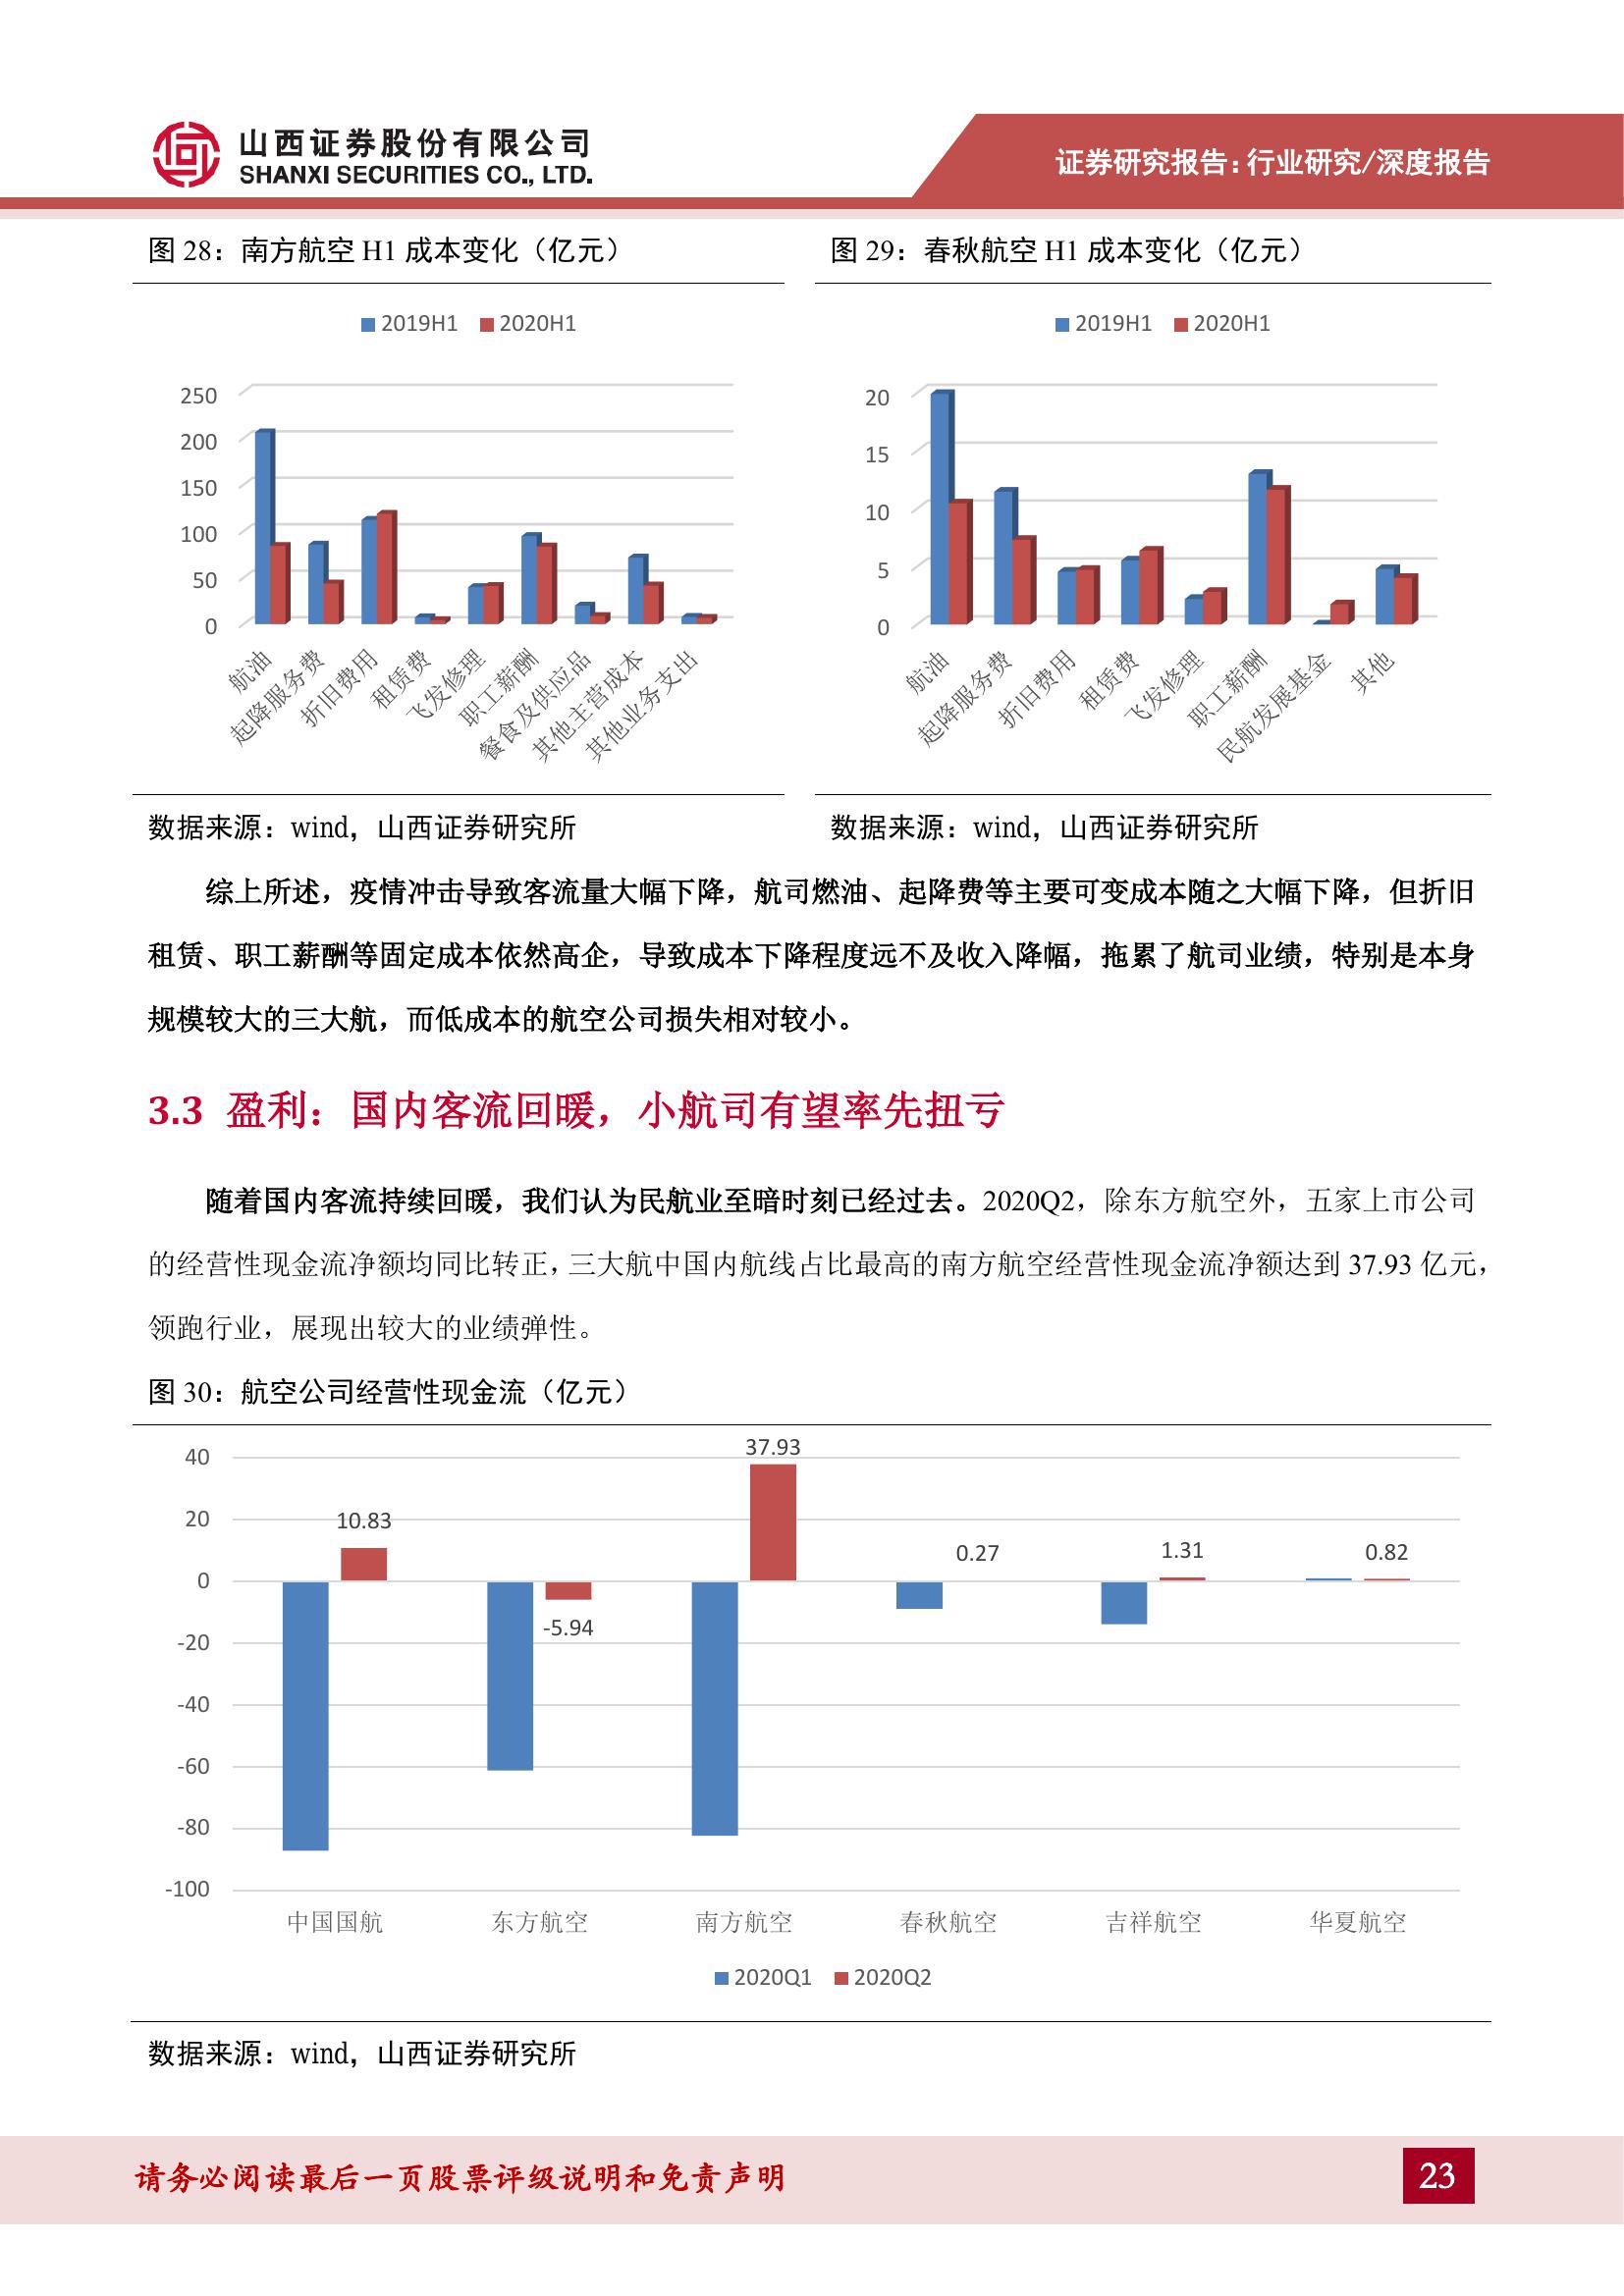 山西证券股份有限公司
SHANXI SECURITIES CO., LTD.
证券研究报告：行业研究/深度报告
图 28：南方航空 H1 成本变化（亿元）
2019H1 2020H1
250
200
150
100
50
0
航油 起降服务费 折旧费用 租赁费 飞发修理 职工薪酬 餐食及供应品 其他主营成本 其他业务支出
数据来源：wind，山西证券研究所
图 29：春秋航空 H1 成本变化（亿元）
2019H1 2020H1
20
15
10
5
0
航油 起降服务费 折旧费用 租赁费 飞发修理 职工薪酬 民航发展基金 其他
数据来源：wind，山西证券研究所
综上所述，疫情冲击导致客流量大幅下降，航司燃油、起降费等主要可变成本随之大幅下降，但折旧
租赁、职工薪酬等固定成本依然高企，导致成本下降程度远不及收入降幅，拖累了航司业绩，特别是本身
规模较大的三大航，而低成本的航空公司损失相对较小。
3.3 盈利：国内客流回暖，小航司有望率先扭亏
随着国内客流持续回暖，我们认为民航业至暗时刻已经过去。2020Q2，除东方航空外，五家上市公司
的经营性现金流净额均同比转正，三大航中国内航线占比最高的南方航空经营性现金流净额达到 37.93 亿元，
领跑行业，展现出较大的业绩弹性。
图 30：航空公司经营性现金流（亿元）
40
20
0
-20
-40
-60
-80
-100
10.83
-5.94
37.93
0.27
1.31
0.82
中国国航 东方航空 南方航空 春秋航空 吉祥航空 华夏航空
2020Q1 2020Q2
数据来源：wind，山西证券研究所
请务必阅读最后一页股票评级说明和免责声明
23